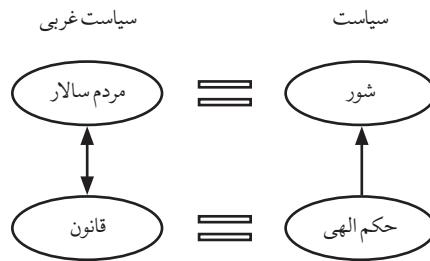 سیاست
سیاست غربی
شور
مردم سالار
حکم الهی
قانون